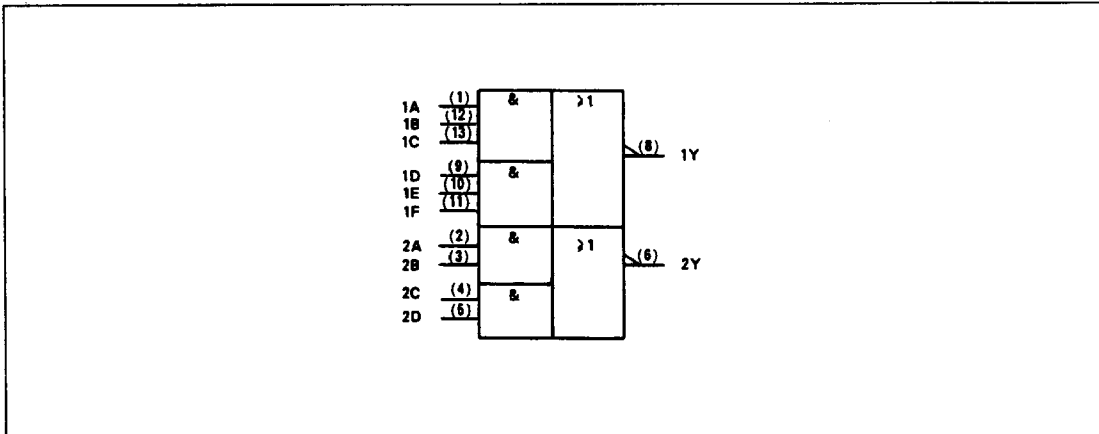 1A (1) & ≥1
1B (12)
1C (13)
(8) 1Y
1D (9) &
1E (10)
1F (11)
2A (2) & ≥1
2B (3)
(6) 2Y
2C (4) &
2D (5)